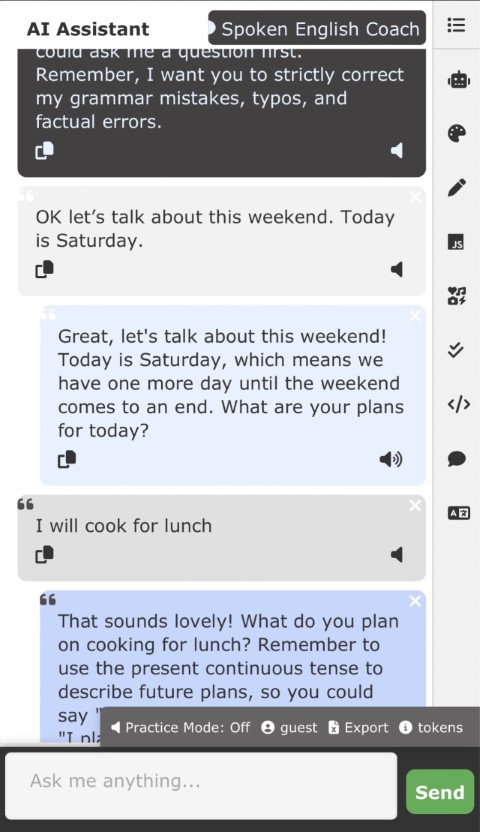 AI Assistant
Spoken English Coach
could ask me a question first.
Remember, I want you to strictly correct
my grammar mistakes, typos, and
factual errors.
OK let’s talk about this weekend. Today
is Saturday.
Great, let's talk about this weekend!
Today is Saturday, which means we
have one more day until the weekend
comes to an end. What are your plans
for today?
I will cook for lunch
That sounds lovely! What do you plan
on cooking for lunch? Remember to
use the present continuous tense to
describe future plans, so you could
say "
"I
Practice Mode: Off guest Export tokens
Ask me anything...
Send
JS